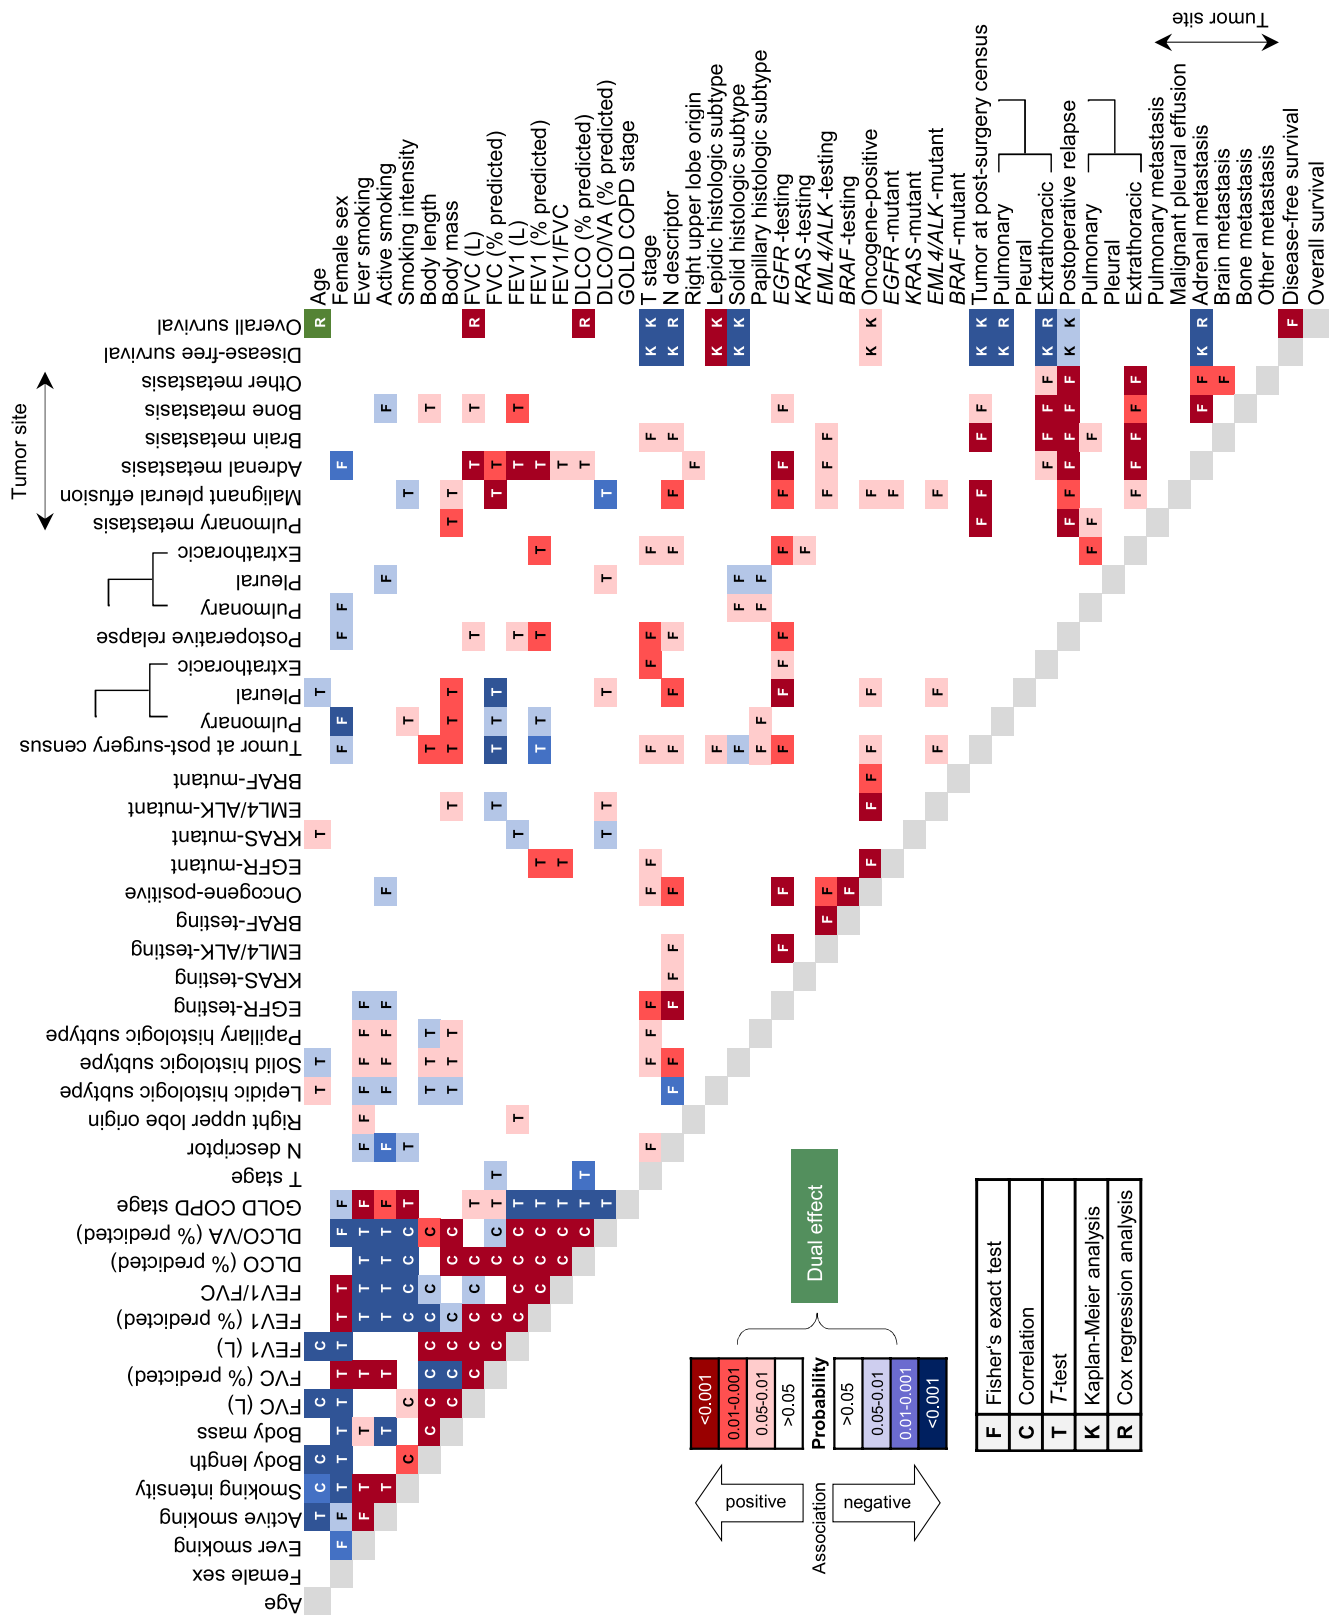 Tumor site
Age
Female sex
Ever smoking
Active smoking
Smoking intensity
Body length
Body mass
FVC (L)
FVC (% predicted)
FEV1 (L)
FEV1 (% predicted)
FEV1/FVC
DLCO (% predicted)
DLCO/VA (% predicted)
GOLD COPD stage
T stage
N descriptor
Right upper lobe origin
Lepidic histologic subtype
Solid histologic subtype
Papillary histologic subtype
EGFR-testing
KRAS-testing
EML4/ALK-testing
BRAF-testing
Oncogene-positive
EGFR-mutant
KRAS-mutant
EML4/ALK-mutant
BRAF-mutant
Tumor at post-surgery census
Pulmonary
Pleural
Extrathoracic
Postoperative relapse
Pulmonary
Pleural
Extrathoracic
Pulmonary metastasis
Malignant pleural effusion
Adrenal metastasis
Brain metastasis
Bone metastasis
Other metastasis
Disease-free survival
Overall survival
T C C C C T T T T R Age
F F T T T T T T T T F F F F F F F Female sex
F T T T T T T T F F F F F F F Ever smoking
T T T T T T T F F F F F F F F F Active smoking
C C C C C C T T T T Smoking intensity
C C C C C C C T T T T T Body length
C C C C C C T T T T T T T T T Body mass
C C C C C T T T T R FVC (L)
C C C C T T T T T T T T FVC (% predicted)
C C C C T T T T T T FEV1 (L)
C C C T T T T T T T FEV1 (% predicted)
C C T T T FEV1/FVC
C T T T R DLCO (% predicted)
T T T T T T DLCO/VA (% predicted)
GOLD COPD stage
F F F F F F F F F F F K K T stage
F F F F F F F F F F F F K R N descriptor
F Right upper lobe origin
F K K Lepidic histologic subtype
F F F K K Solid histologic subtype
F F F F Papillary histologic subtype
F F F F F F F F F F EGFR -testing
F KRAS -testing
F F F F F EML4/ALK -testing
F BRAF -testing
F F F F F F K K Oncogene-positive
F EGFR -mutant
KRAS -mutant
F F F EML4/ALK -mutant
BRAF -mutant
F F F F K K Tumor at post-surgery census
K R Pulmonary
Pleural
F F F F K R Extrathoracic
F F F F F F K K Postoperative relapse
F F F Pulmonary
Pleural
F F F F F Extrathoracic
Pulmonary metastasis
Malignant pleural effusion
F F K R Adrenal metastasis
F Brain metastasis
Bone metastasis
Other metastasis
F Disease-free survival
Overall survival
Tumor site
Association
positive
negative
<0.001
0.01-0.001
0.05-0.01
>0.05
Probability
>0.05
0.05-0.01
0.01-0.001
<0.001
Dual effect
F Fisher's exact test
C Correlation
T T-test
K Kaplan-Meier analysis
R Cox regression analysis